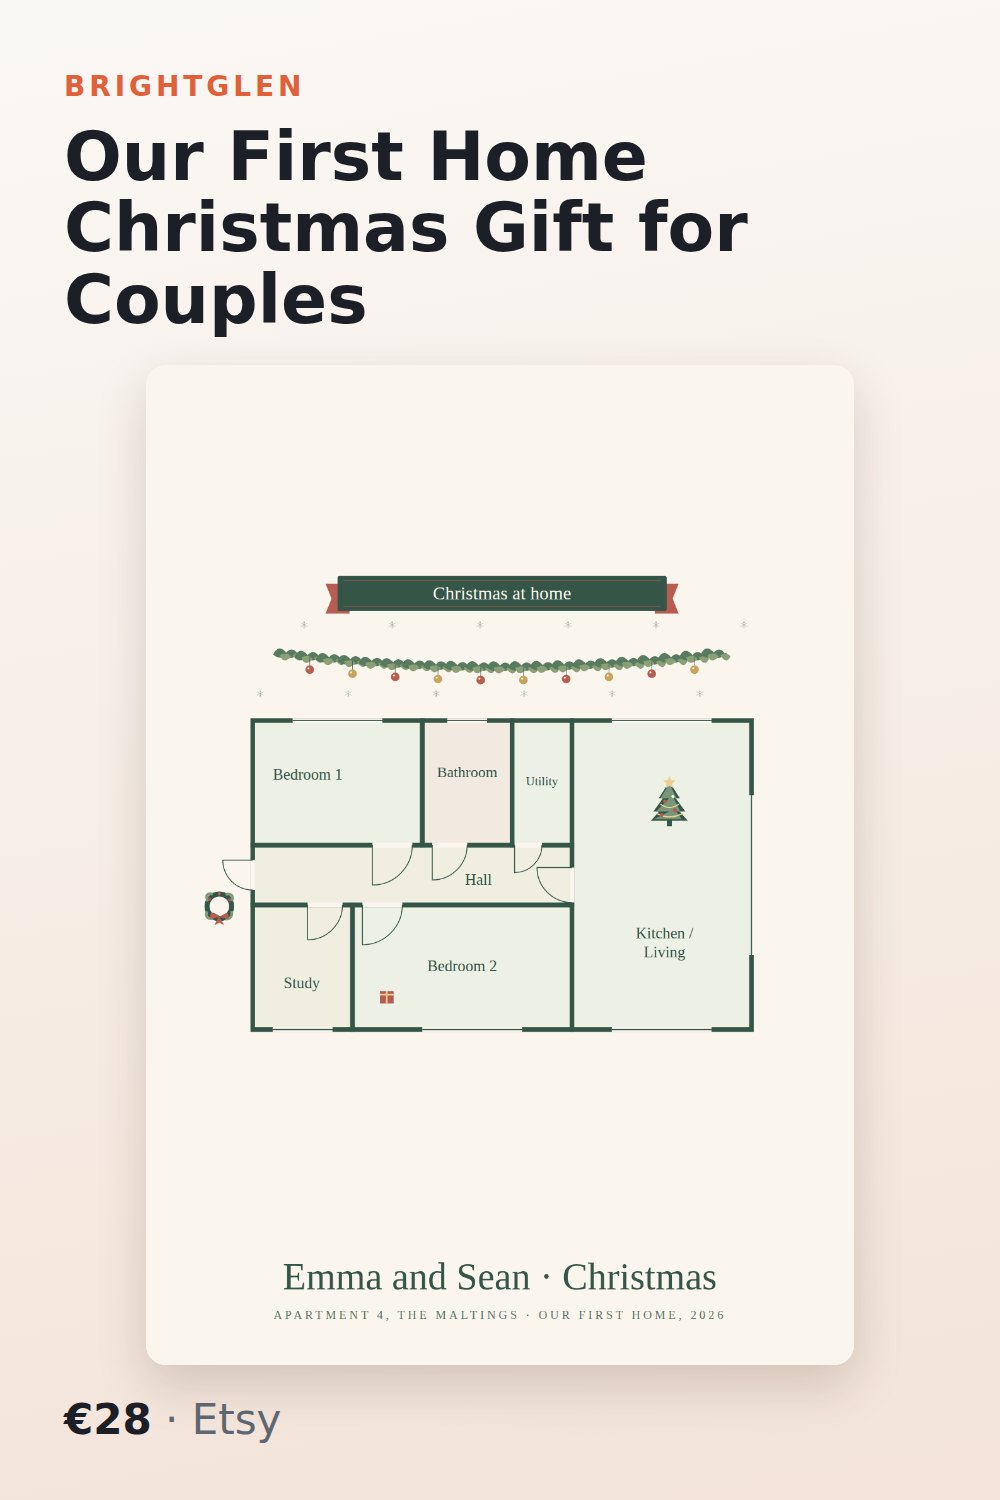 BRIGHTGLEN
Our First Home
Christmas Gift for
Couples
Christmas at home
Bedroom 1
Bathroom
Utility
Hall
Kitchen /
Living
Bedroom 2
Study
Emma and Sean · Christmas
APARTMENT 4, THE MALTINGS · OUR FIRST HOME, 2026
€28 · Etsy